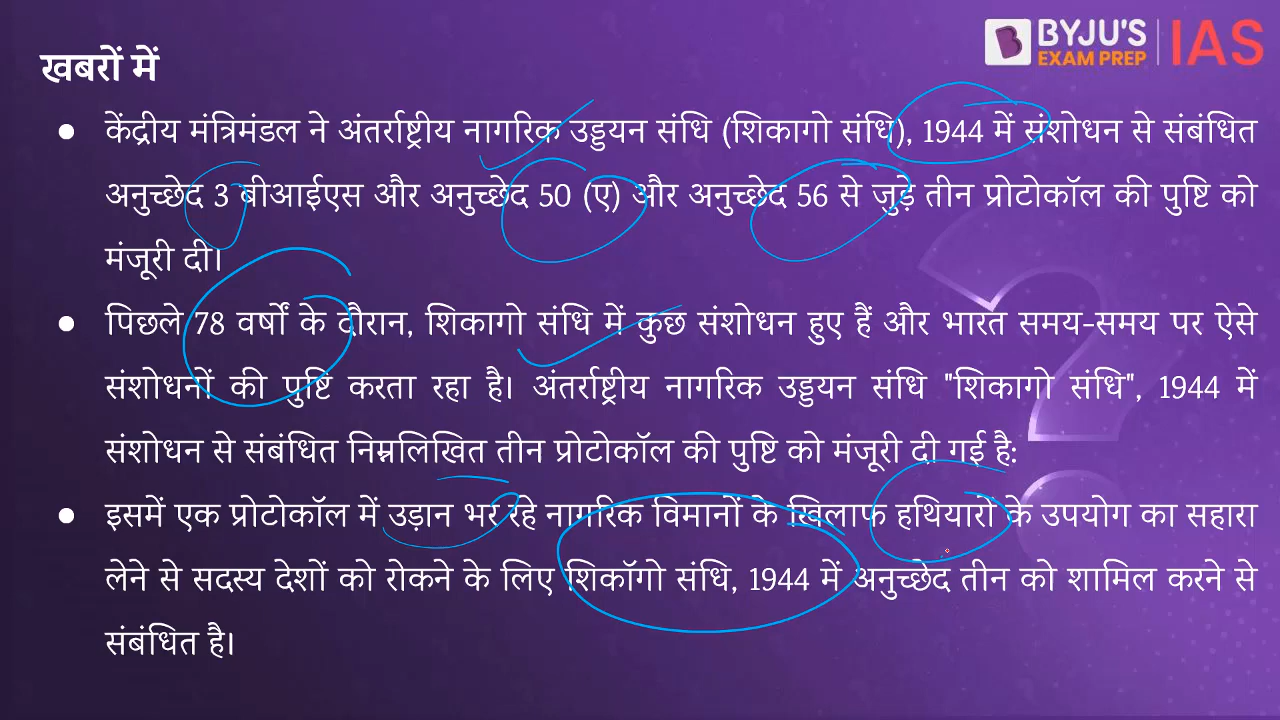 BYJU'S
EXAM PREP
IAS
खबरों में
● केंद्रीय मंत्रिमंडल ने अंतर्राष्ट्रीय नागरिक उड्डयन संधि (शिकागो संधि), 1944 में संशोधन से संबंधित
अनुच्छेद 3 बीआईएस और अनुच्छेद 50 (ए) और अनुच्छेद 56 से जुड़े तीन प्रोटोकॉल की पुष्टि को
मंजूरी दी।
● पिछले 78 वर्षों के दौरान, शिकागो संधि में कुछ संशोधन हुए हैं और भारत समय-समय पर ऐसे
संशोधनों की पुष्टि करता रहा है। अंतर्राष्ट्रीय नागरिक उड्डयन संधि "शिकागो संधि", 1944 में
संशोधन से संबंधित निम्नलिखित तीन प्रोटोकॉल की पुष्टि को मंजूरी दी गई है:
● इसमें एक प्रोटोकॉल में उड़ान भर रहे नागरिक विमानों के खिलाफ हथियारों के उपयोग का सहारा
लेने से सदस्य देशों को रोकने के लिए शिकॉगो संधि, 1944 में अनुच्छेद तीन को शामिल करने से
संबंधित है।